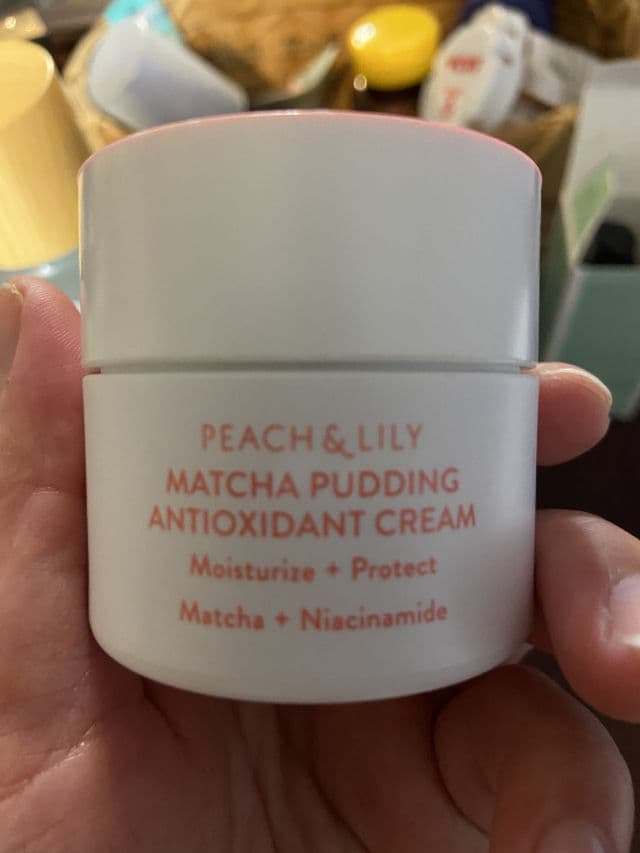 PEACH & LILY
MATCHA PUDDING
ANTIOXIDANT CREAM
Moisturize + Protect
Matcha + Niacinamide